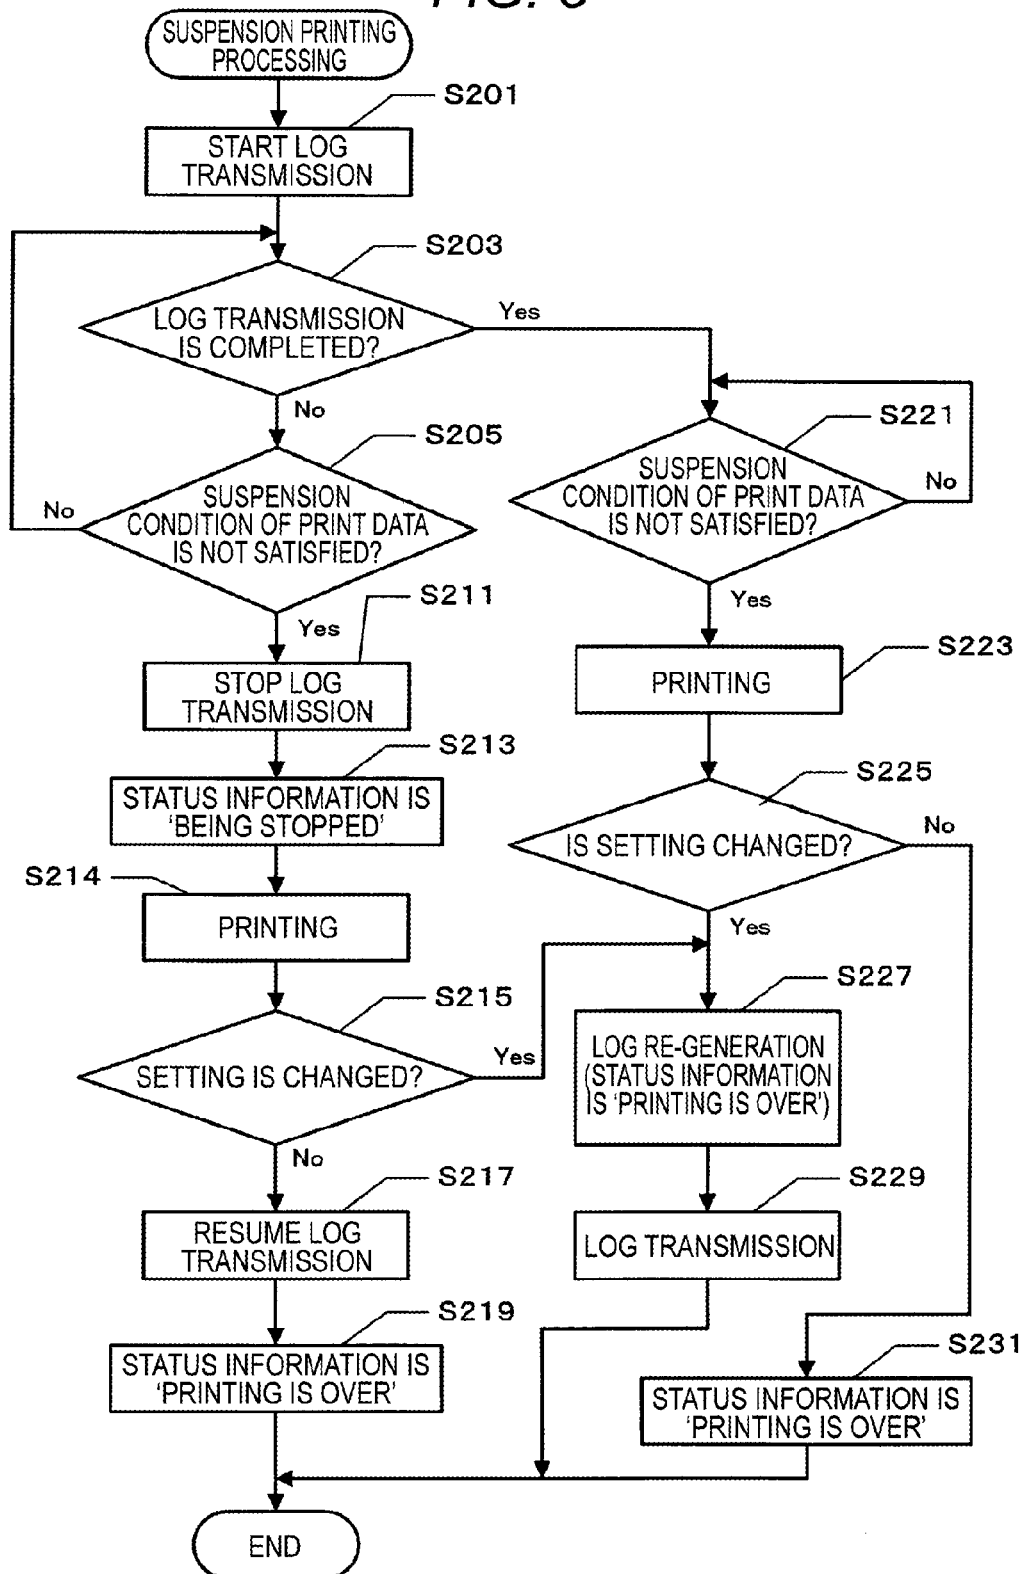 SUSPENSION PRINTING
PROCESSING
S201
START LOG
TRANSMISSION
S203
LOG TRANSMISSION
IS COMPLETED?
Yes
No
S205
SUSPENSION
CONDITION OF PRINT DATA
IS NOT SATISFIED?
No
Yes
S211
STOP LOG
TRANSMISSION
S213
STATUS INFORMATION IS
'BEING STOPPED'
S214
PRINTING
S215
SETTING IS CHANGED?
Yes
No
S217
RESUME LOG
TRANSMISSION
S219
STATUS INFORMATION IS
'PRINTING IS OVER'
S221
SUSPENSION
CONDITION OF PRINT DATA
IS NOT SATISFIED?
No
Yes
S223
PRINTING
S225
IS SETTING CHANGED?
No
Yes
S227
LOG RE-GENERATION
(STATUS INFORMATION
IS 'PRINTING IS OVER')
S229
LOG TRANSMISSION
S231
STATUS INFORMATION IS
'PRINTING IS OVER'
END